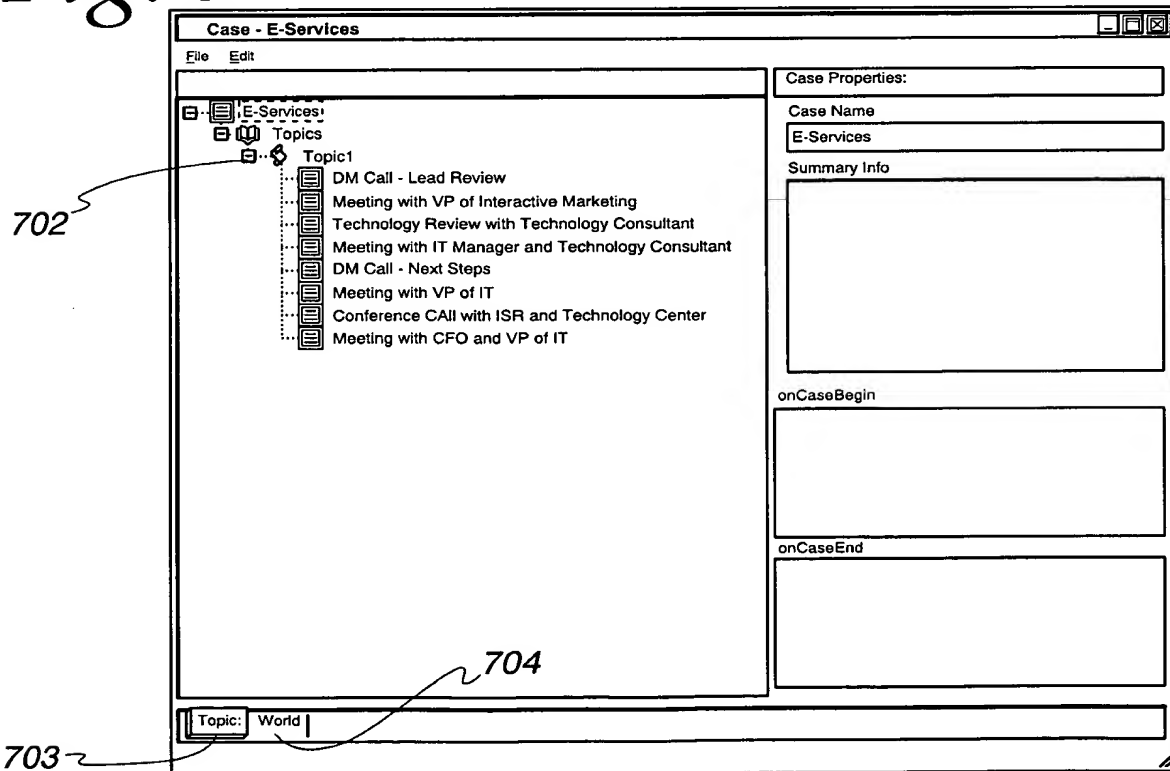 Case - E-Services
File Edit
Case Properties:
E-Services
Topics
Topic1
DM Call - Lead Review
Meeting with VP of Interactive Marketing
Technology Review with Technology Consultant
Meeting with IT Manager and Technology Consultant
DM Call - Next Steps
Meeting with VP of IT
Conference CAll with ISR and Technology Center
Meeting with CFO and VP of IT
Case Name
E-Services
Summary Info
onCaseBegin
onCaseEnd
702
704
Topic: World
703